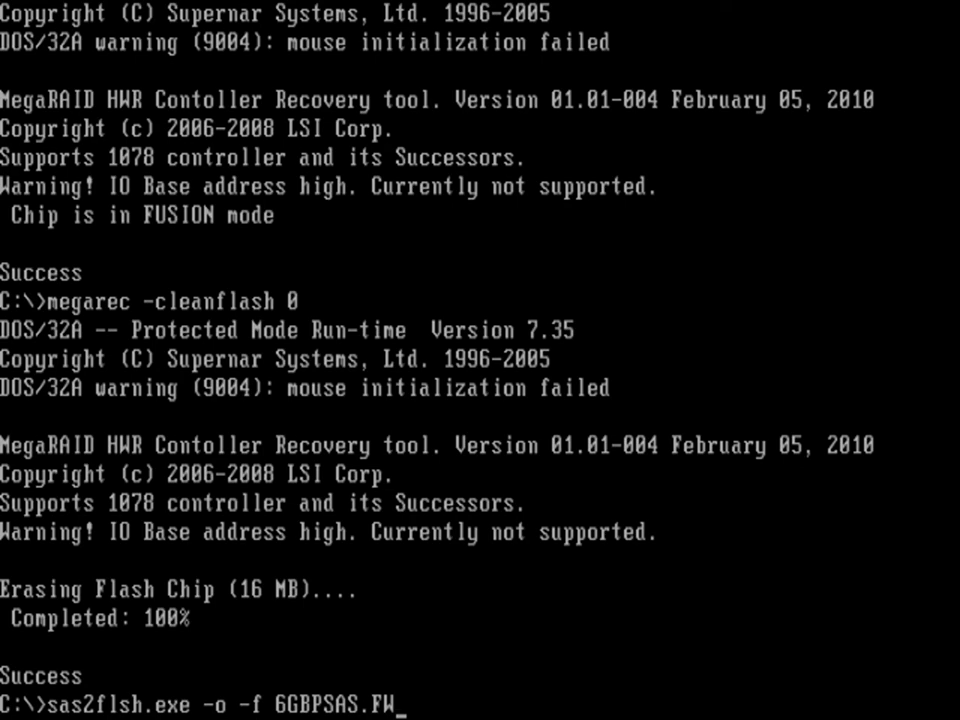 Copyright (C) Supernar Systems, Ltd. 1996-2005
DOS/32A warning (9004): mouse initialization failed
MegaRAID HWR Contoller Recovery tool. Version 01.01-004 February 05, 2010
Copyright (c) 2006-2008 LSI Corp.
Supports 1078 controller and its Successors.
Warning! IO Base address high. Currently not supported.
Chip is in FUSION mode
Success
C:\>megarec -cleanflash 0
DOS/32A -- Protected Mode Run-time  Version 7.35
Copyright (C) Supernar Systems, Ltd. 1996-2005
DOS/32A warning (9004): mouse initialization failed
MegaRAID HWR Contoller Recovery tool. Version 01.01-004 February 05, 2010
Copyright (c) 2006-2008 LSI Corp.
Supports 1078 controller and its Successors.
Warning! IO Base address high. Currently not supported.
Erasing Flash Chip (16 MB)....
Completed: 100%
Success
C:\>sas2flsh.exe -o -f 6GBPSAS.FW_